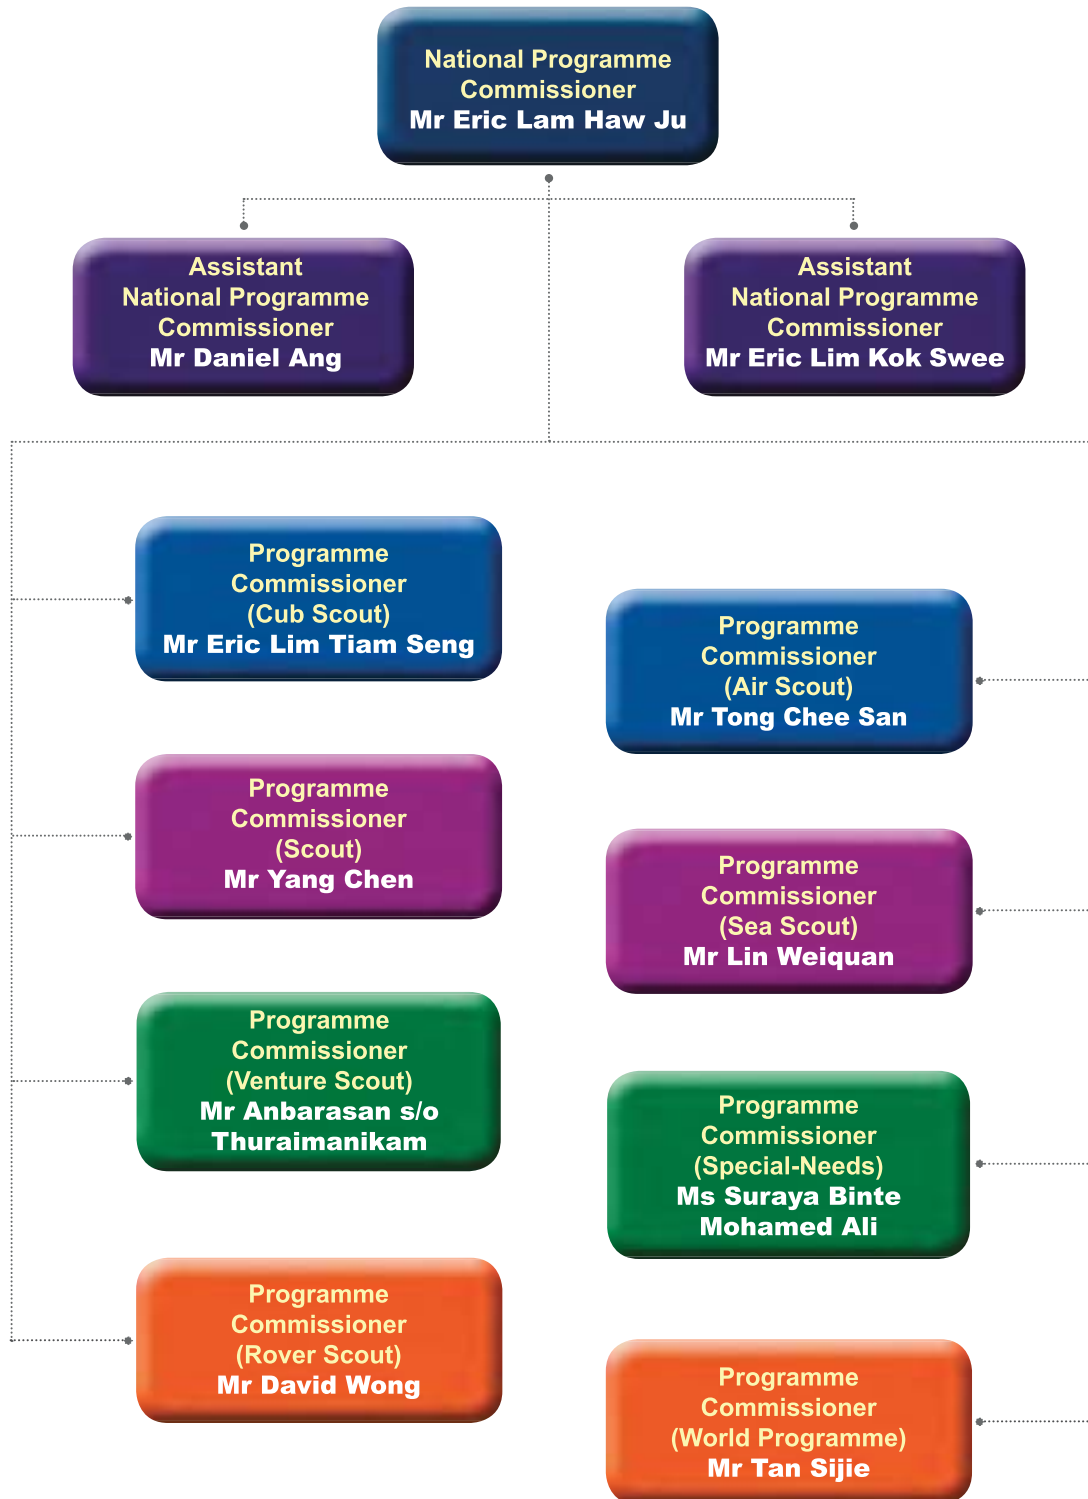 National Programme
Commissioner
Mr Eric Lam Haw Ju
Assistant
National Programme
Commissioner
Mr Daniel Ang
Assistant
National Programme
Commissioner
Mr Eric Lim Kok Swee
Programme
Commissioner
(Cub Scout)
Mr Eric Lim Tiam Seng
Programme
Commissioner
(Air Scout)
Mr Tong Chee San
Programme
Commissioner
(Scout)
Mr Yang Chen
Programme
Commissioner
(Sea Scout)
Mr Lin Weiquan
Programme
Commissioner
(Venture Scout)
Mr Anbarasan s/o
Thuraimanikam
Programme
Commissioner
(Special-Needs)
Ms Suraya Binte
Mohamed Ali
Programme
Commissioner
(Rover Scout)
Mr David Wong
Programme
Commissioner
(World Programme)
Mr Tan Sijie